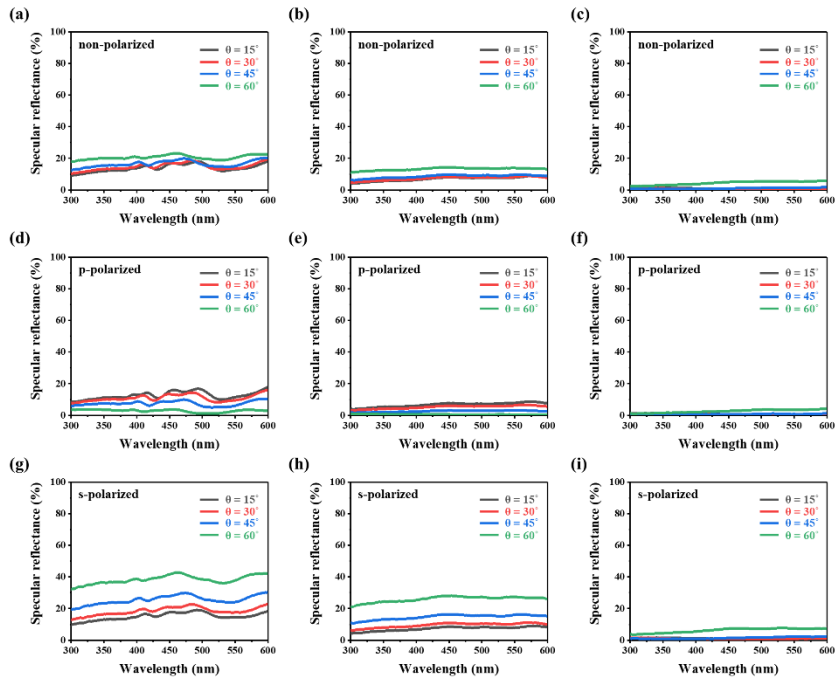 (a)
Specular reflectance (%)
100
80
60
40
20
0
non-polarized
θ = 15°
θ = 30°
θ = 45°
θ = 60°
300 350 400 450 500 550 600
Wavelength (nm)
(b)
Specular reflectance (%)
100
80
60
40
20
0
non-polarized
θ = 15°
θ = 30°
θ = 45°
θ = 60°
300 350 400 450 500 550 600
Wavelength (nm)
(c)
Specular reflectance (%)
100
80
60
40
20
0
non-polarized
θ = 15°
θ = 30°
θ = 45°
θ = 60°
300 350 400 450 500 550 600
Wavelength (nm)
(d)
Specular reflectance (%)
100
80
60
40
20
0
p-polarized
θ = 15°
θ = 30°
θ = 45°
θ = 60°
300 350 400 450 500 550 600
Wavelength (nm)
(e)
Specular reflectance (%)
100
80
60
40
20
0
p-polarized
θ = 15°
θ = 30°
θ = 45°
θ = 60°
300 350 400 450 500 550 600
Wavelength (nm)
(f)
Specular reflectance (%)
100
80
60
40
20
0
p-polarized
θ = 15°
θ = 30°
θ = 45°
θ = 60°
300 350 400 450 500 550 600
Wavelength (nm)
(g)
Specular reflectance (%)
100
80
60
40
20
0
s-polarized
θ = 15°
θ = 30°
θ = 45°
θ = 60°
300 350 400 450 500 550 600
Wavelength (nm)
(h)
Specular reflectance (%)
100
80
60
40
20
0
s-polarized
θ = 15°
θ = 30°
θ = 45°
θ = 60°
300 350 400 450 500 550 600
Wavelength (nm)
(i)
Specular reflectance (%)
100
80
60
40
20
0
s-polarized
θ = 15°
θ = 30°
θ = 45°
θ = 60°
300 350 400 450 500 550 600
Wavelength (nm)